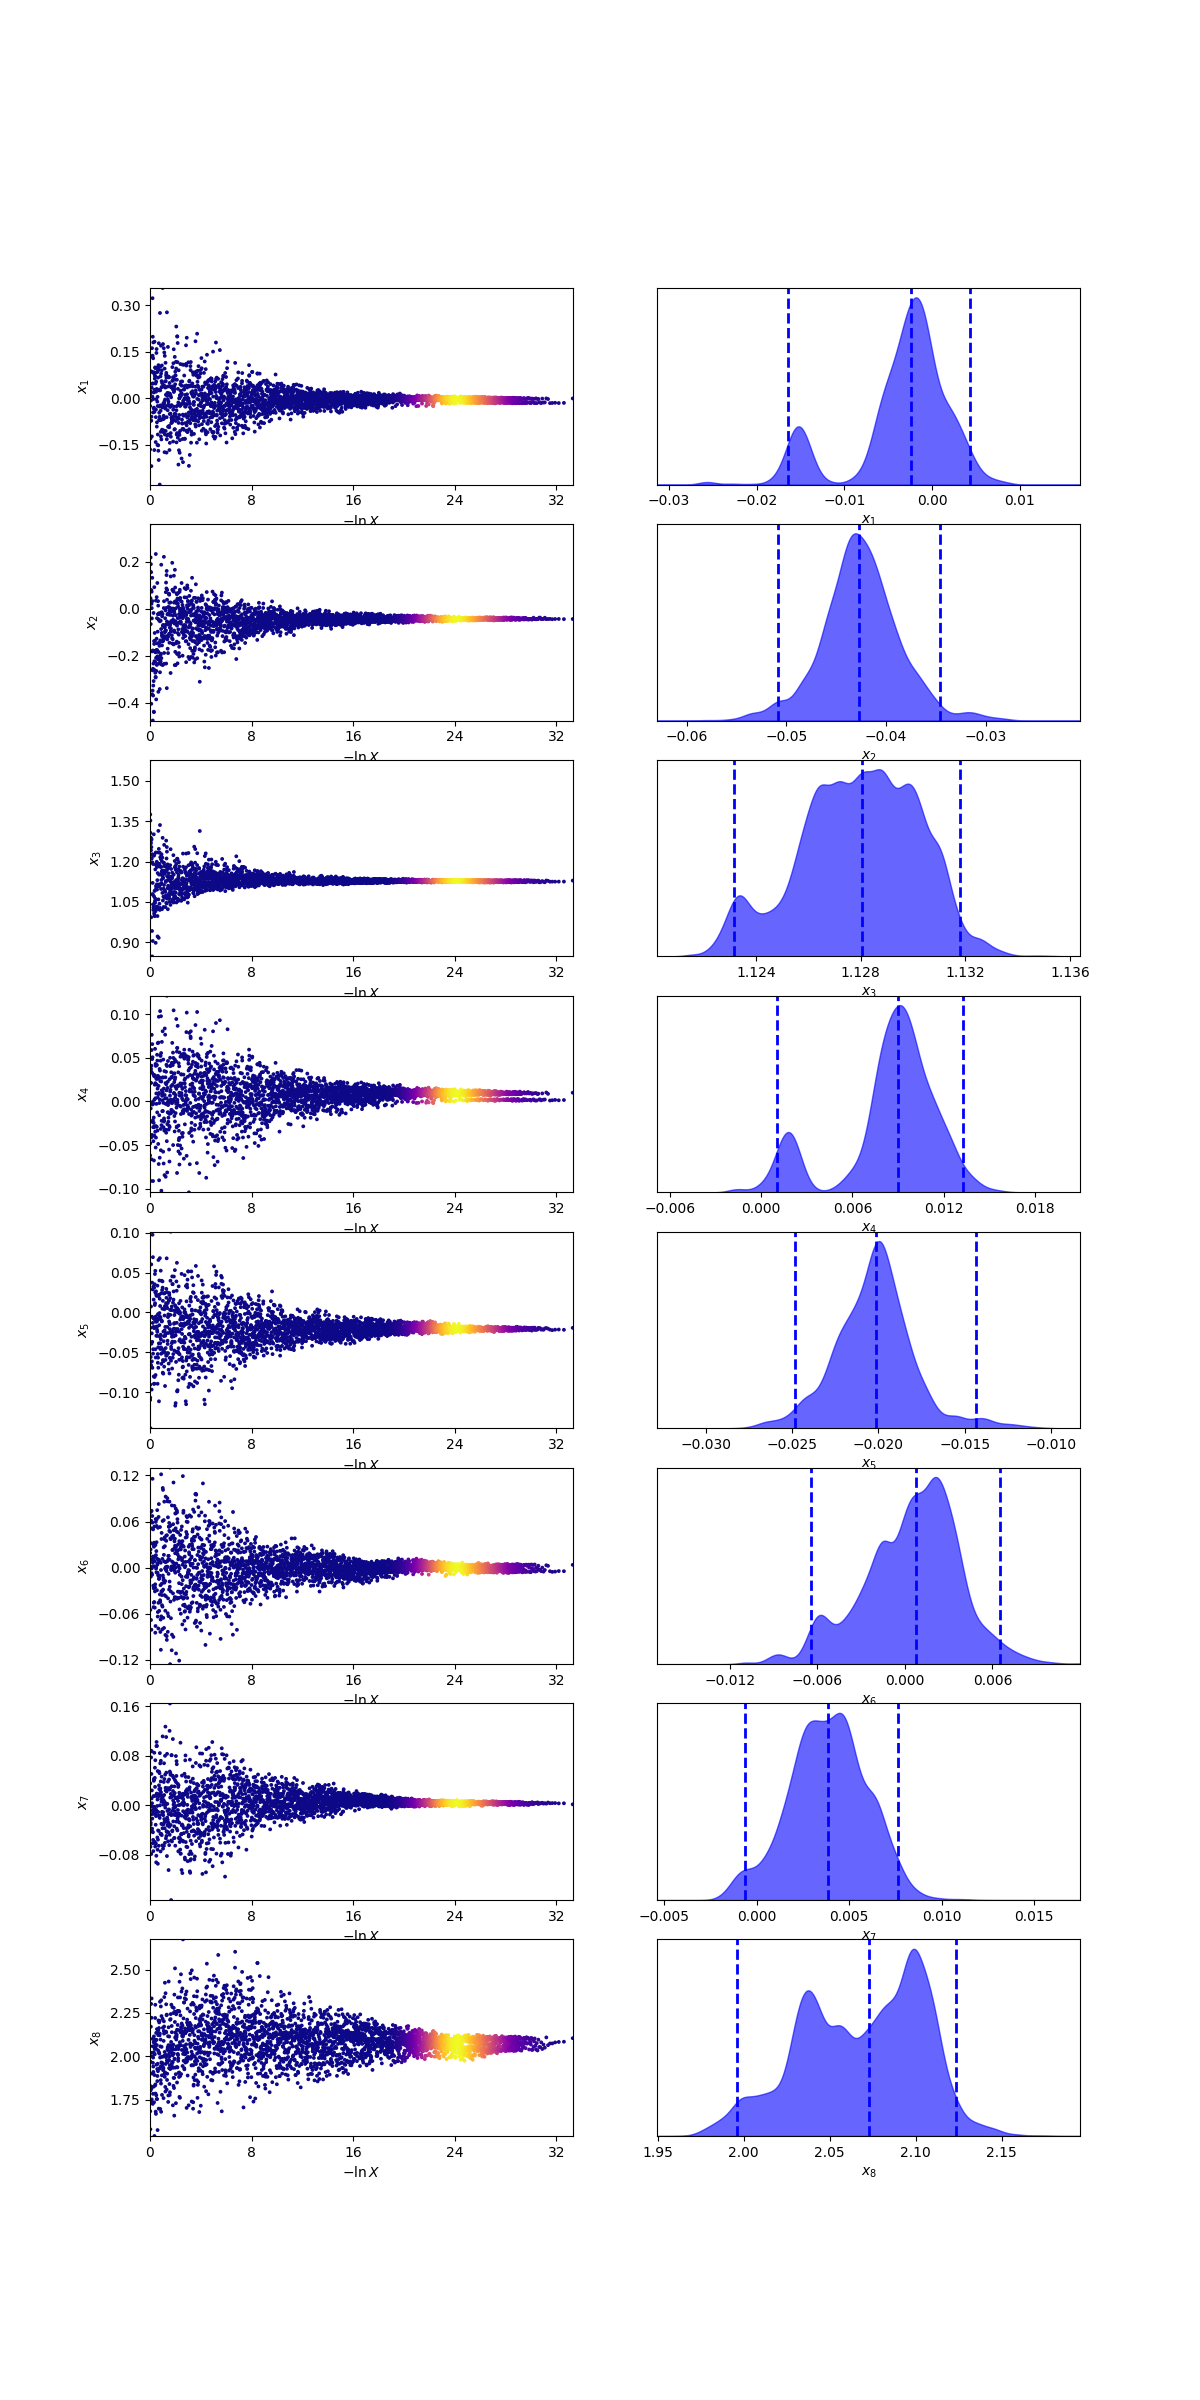 0.30
0.15
0.00
−0.15
x₁
0 8 16 24 32
−ln X
−0.03 −0.02 −0.01 0.00 0.01
x₁
0.2
0.0
−0.2
−0.4
x₂
0 8 16 24 32
−ln X
−0.06 −0.05 −0.04 −0.03
x₂
1.50
1.35
1.20
1.05
0.90
x₃
0 8 16 24 32
−ln X
1.124 1.128 1.132 1.136
x₃
0.10
0.05
0.00
−0.05
−0.10
x₄
0 8 16 24 32
−ln X
−0.006 0.000 0.006 0.012 0.018
x₄
0.10
0.05
0.00
−0.05
−0.10
x₅
0 8 16 24 32
−ln X
−0.030 −0.025 −0.020 −0.015 −0.010
x₅
0.12
0.06
0.00
−0.06
−0.12
x₆
0 8 16 24 32
−ln X
−0.012 −0.006 0.000 0.006
x₆
0.16
0.08
0.00
−0.08
x₇
0 8 16 24 32
−ln X
−0.005 0.000 0.005 0.010 0.015
x₇
2.50
2.25
2.00
1.75
x₈
0 8 16 24 32
−ln X
1.95 2.00 2.05 2.10 2.15
x₈